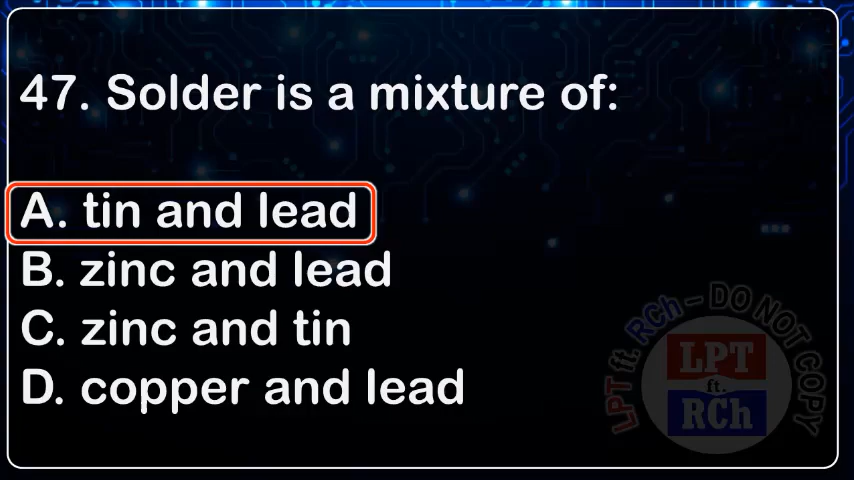 47. Solder is a mixture of:
A. tin and lead
B. zinc and lead
C. zinc and tin
D. copper and lead
LPT ft. RCh – DO NOT COPY
LPT
ft.
RCh